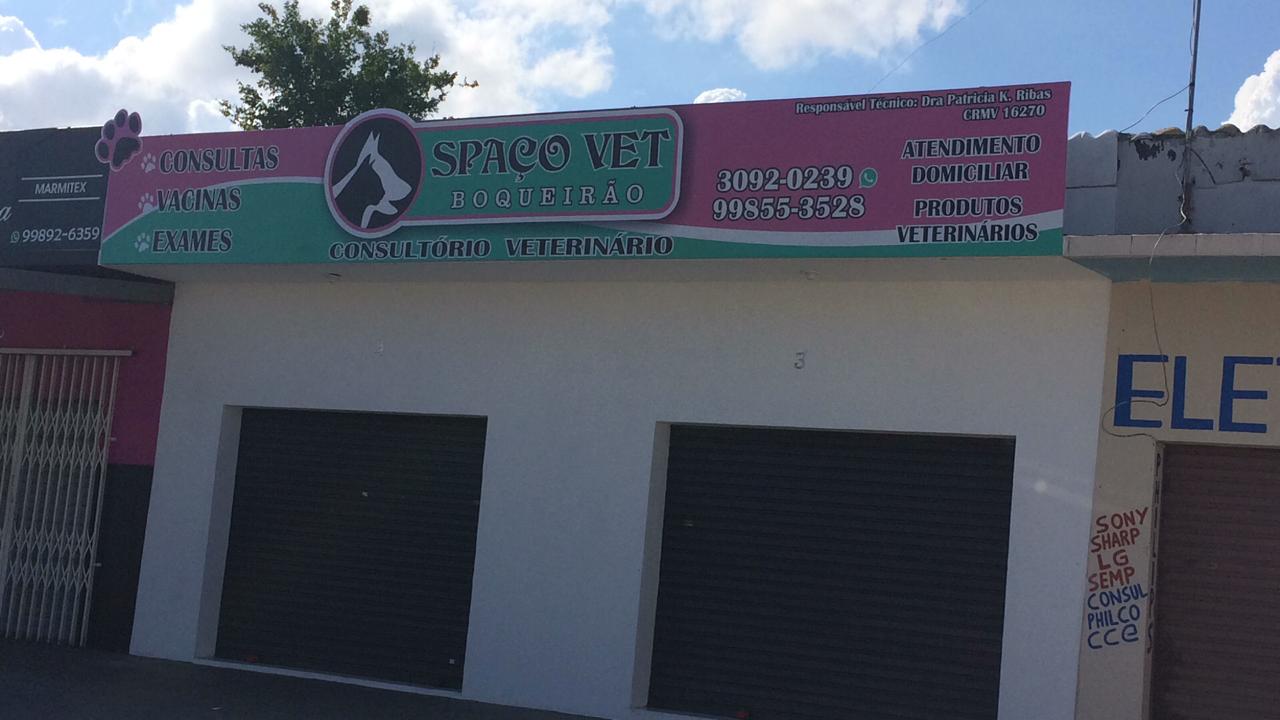 MARMITEX
99892-6359
CONSULTAS
VACINAS
EXAMES
SPAÇO VET
BOQUEIRÃO
CONSULTÓRIO VETERINÁRIO
Responsável Técnico: Dra Patricia K. Ribas
CRMV 16270
3092-0239
99855-3528
ATENDIMENTO
DOMICILIAR
PRODUTOS
VETERINÁRIOS
3
ELE
SONY
SHARP
LG
SEMP
CONSUL
PHILCO
CCE